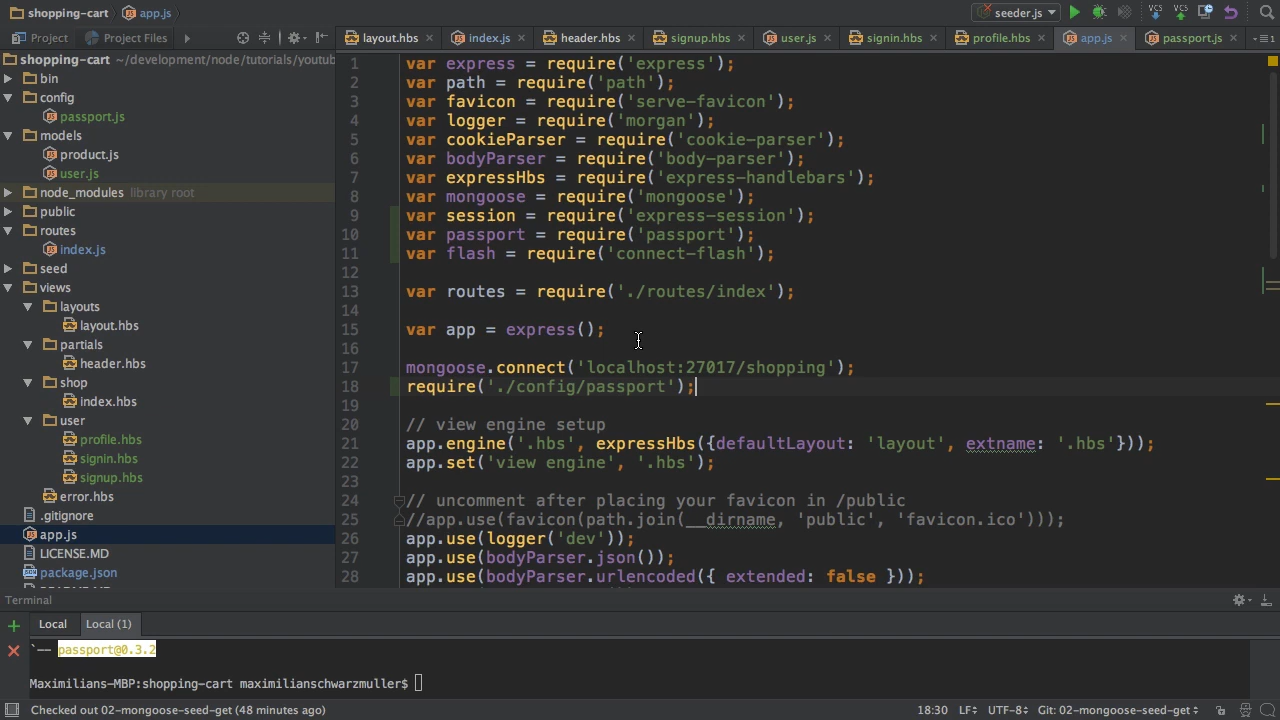 shopping-cart
app.js
seeder.js
VCS
VCS
Project
Project Files
layout.hbs
index.js
header.hbs
signup.hbs
user.js
signin.hbs
profile.hbs
app.js
passport.js
1
shopping-cart ~/development/node/tutorials/youtub
bin
config
passport.js
models
product.js
user.js
node_modules library root
public
routes
index.js
seed
views
layouts
layout.hbs
partials
header.hbs
shop
index.hbs
user
profile.hbs
signin.hbs
signup.hbs
error.hbs
.gitignore
app.js
LICENSE.MD
package.json
1 var express = require('express');
2 var path = require('path');
3 var favicon = require('serve-favicon');
4 var logger = require('morgan');
5 var cookieParser = require('cookie-parser');
6 var bodyParser = require('body-parser');
7 var expressHbs = require('express-handlebars');
8 var mongoose = require('mongoose');
9 var session = require('express-session');
10 var passport = require('passport');
11 var flash = require('connect-flash');
12
13 var routes = require('./routes/index');
14
15 var app = express();
16
17 mongoose.connect('localhost:27017/shopping');
18 require('./config/passport');
19
20 // view engine setup
21 app.engine('.hbs', expressHbs({defaultLayout: 'layout', extname: '.hbs'}));
22 app.set('view engine', '.hbs');
23
24 // uncomment after placing your favicon in /public
25 //app.use(favicon(path.join(__dirname, 'public', 'favicon.ico')));
26 app.use(logger('dev'));
27 app.use(bodyParser.json());
28 app.use(bodyParser.urlencoded({ extended: false }));
Terminal
Local
Local (1)
`── passport@0.3.2
Maximilians-MBP:shopping-cart maximilianschwarzmuller$
Checked out 02-mongoose-seed-get (48 minutes ago)
18:30 LF UTF-8 Git: 02-mongoose-seed-get